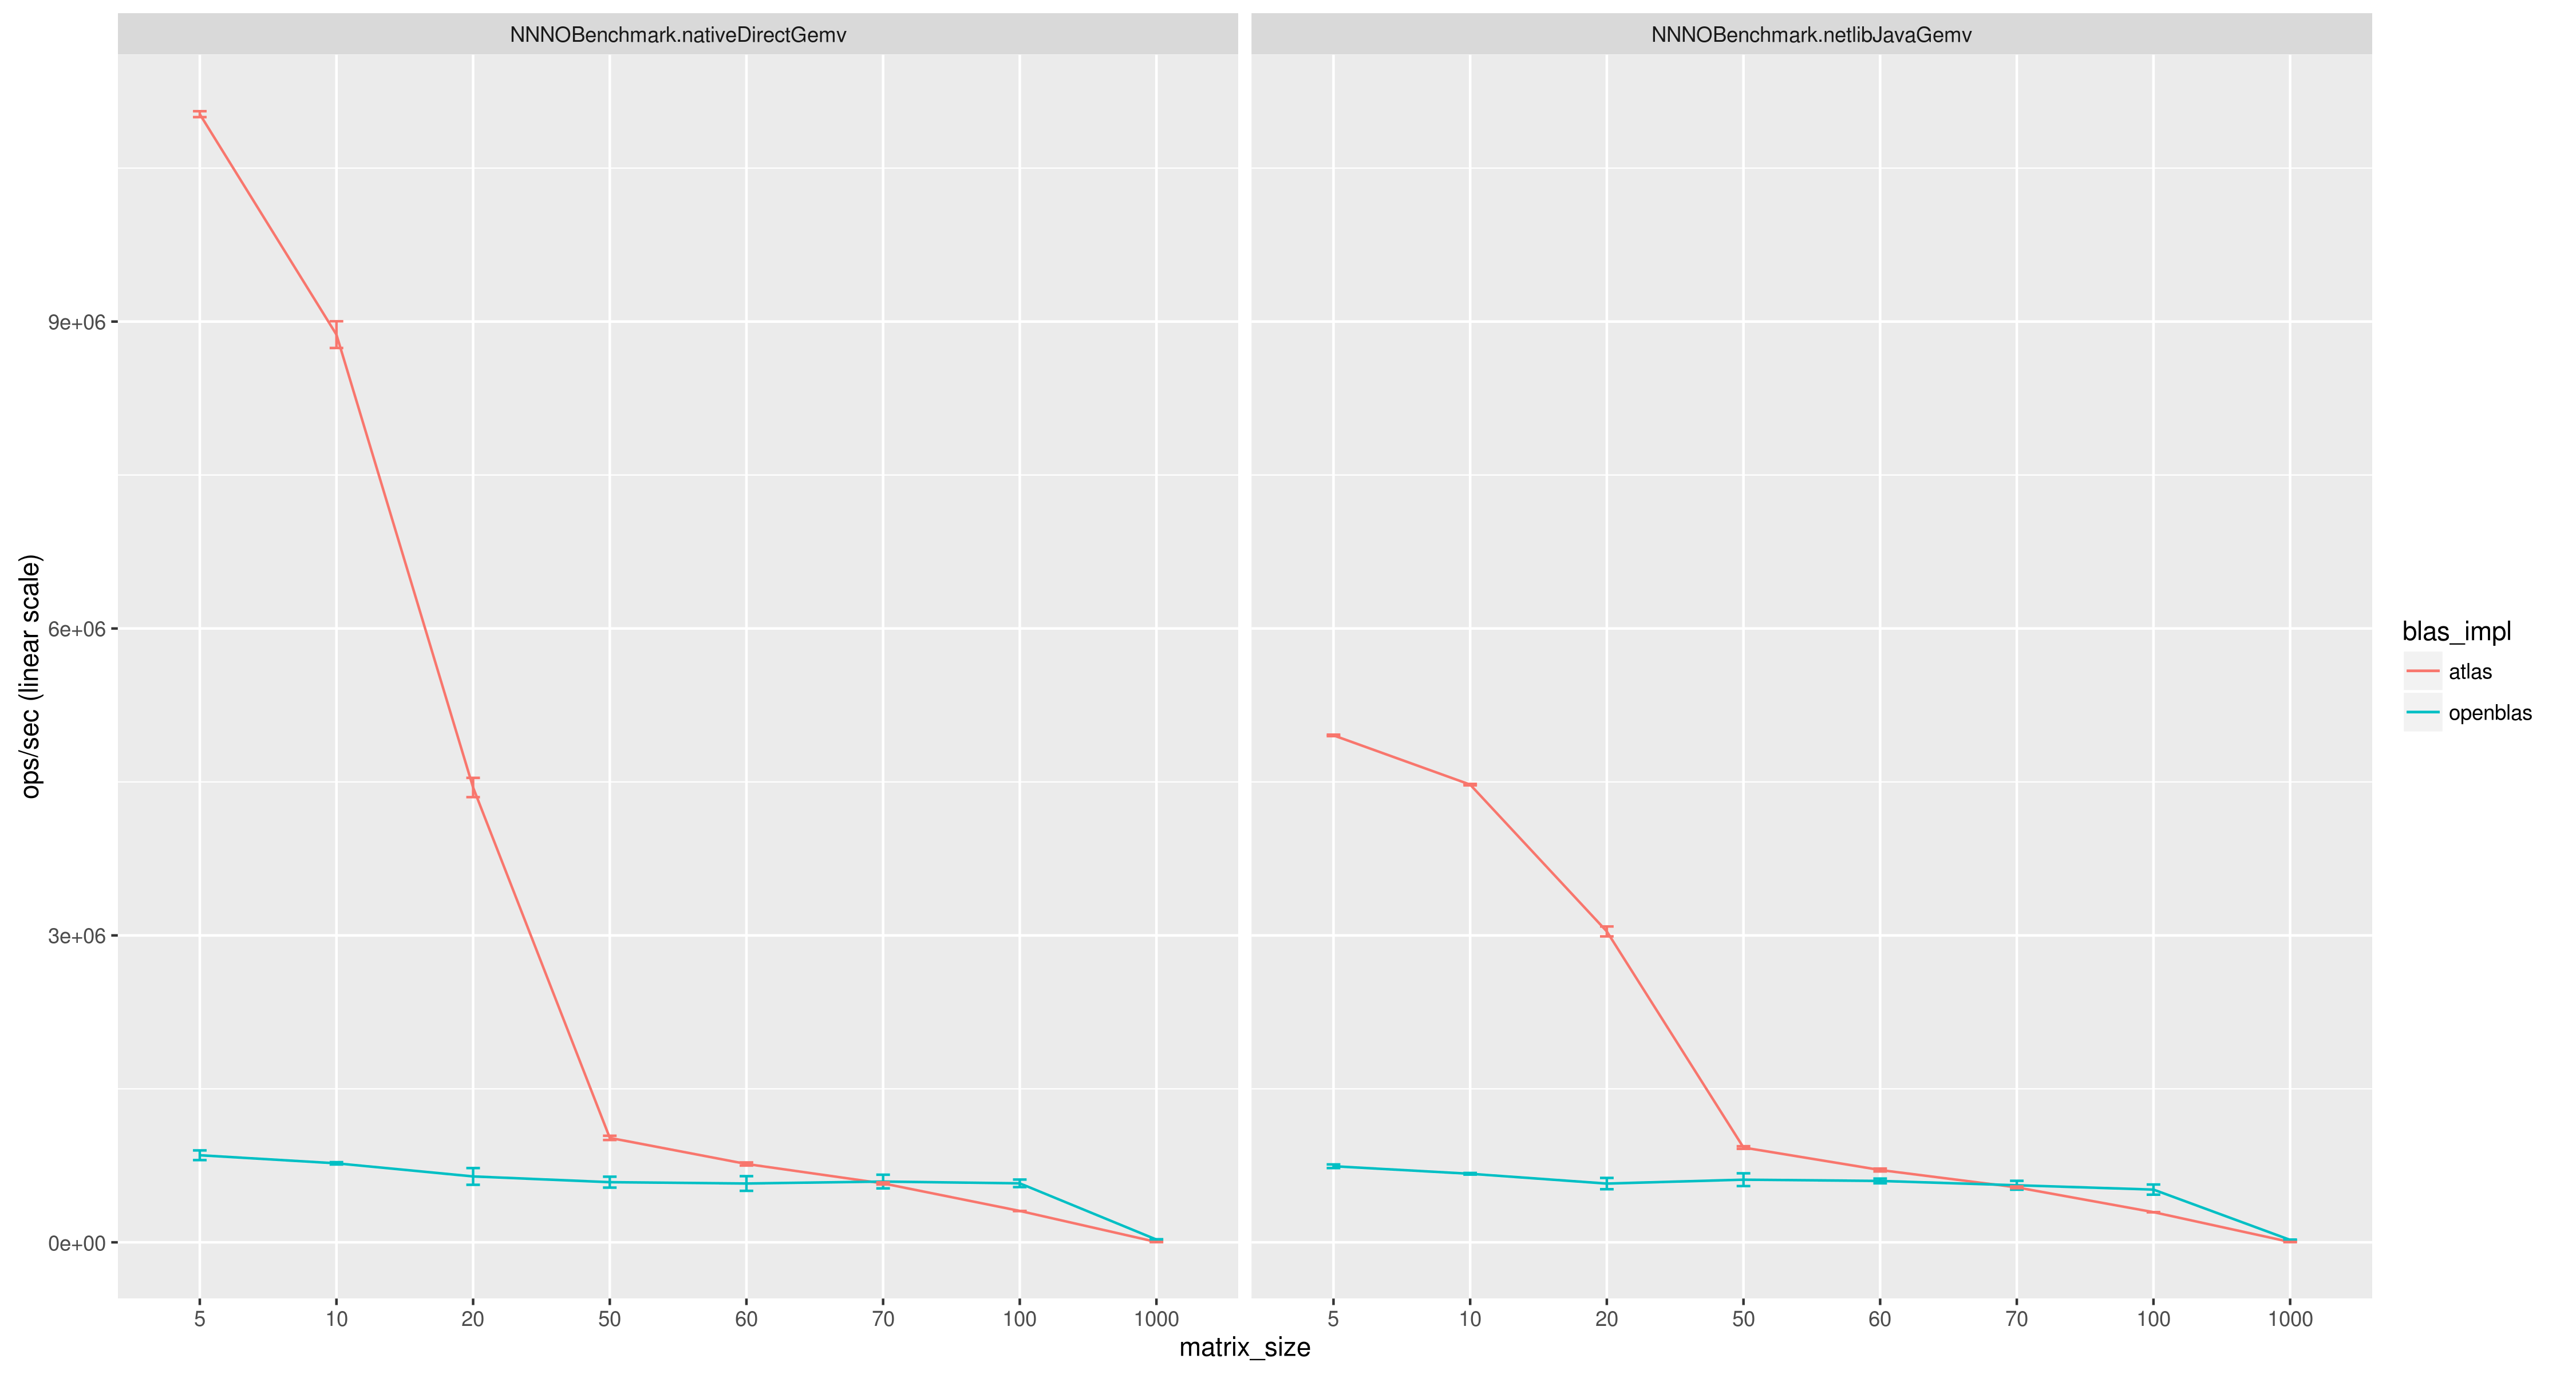 NNNOBenchmark.nativeDirectGemv
NNNOBenchmark.netlibJavaGemv
ops/sec (linear scale)
9e+06
6e+06
3e+06
0e+00
5 10 20 50 60 70 100 1000
5 10 20 50 60 70 100 1000
matrix_size
blas_impl
atlas
openblas